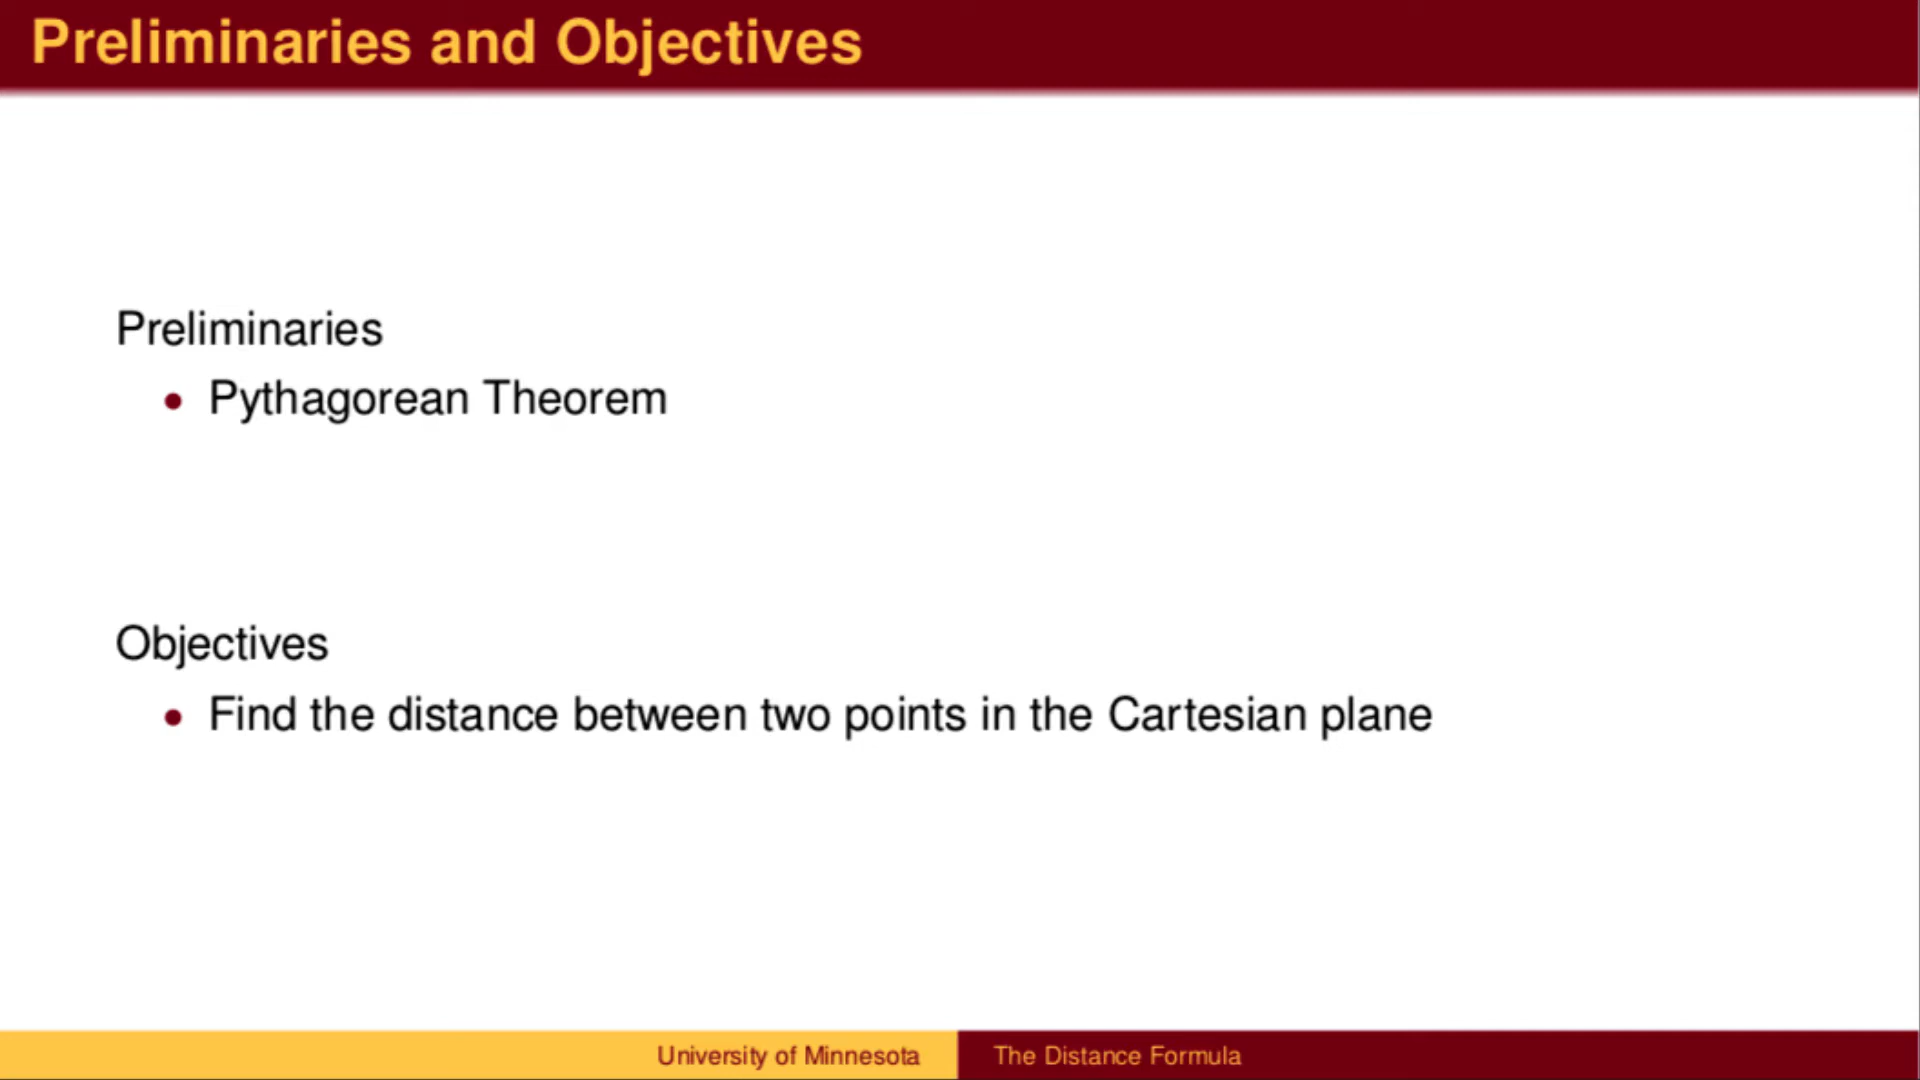 Preliminaries and Objectives
Preliminaries
• Pythagorean Theorem
Objectives
• Find the distance between two points in the Cartesian plane
University of Minnesota
The Distance Formula